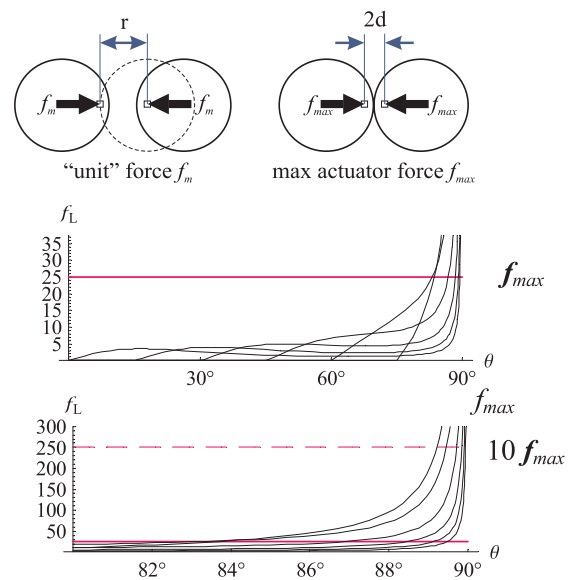 r 2d
f_m f_m f_max f_max
“unit” force f_m max actuator force f_max
f_L
35
30
25 f_max
20
15
10
5
30° 60° 90° θ
f_L f_max
300
250 10 f_max
200
150
100
50
82° 84° 86° 88° 90° θ